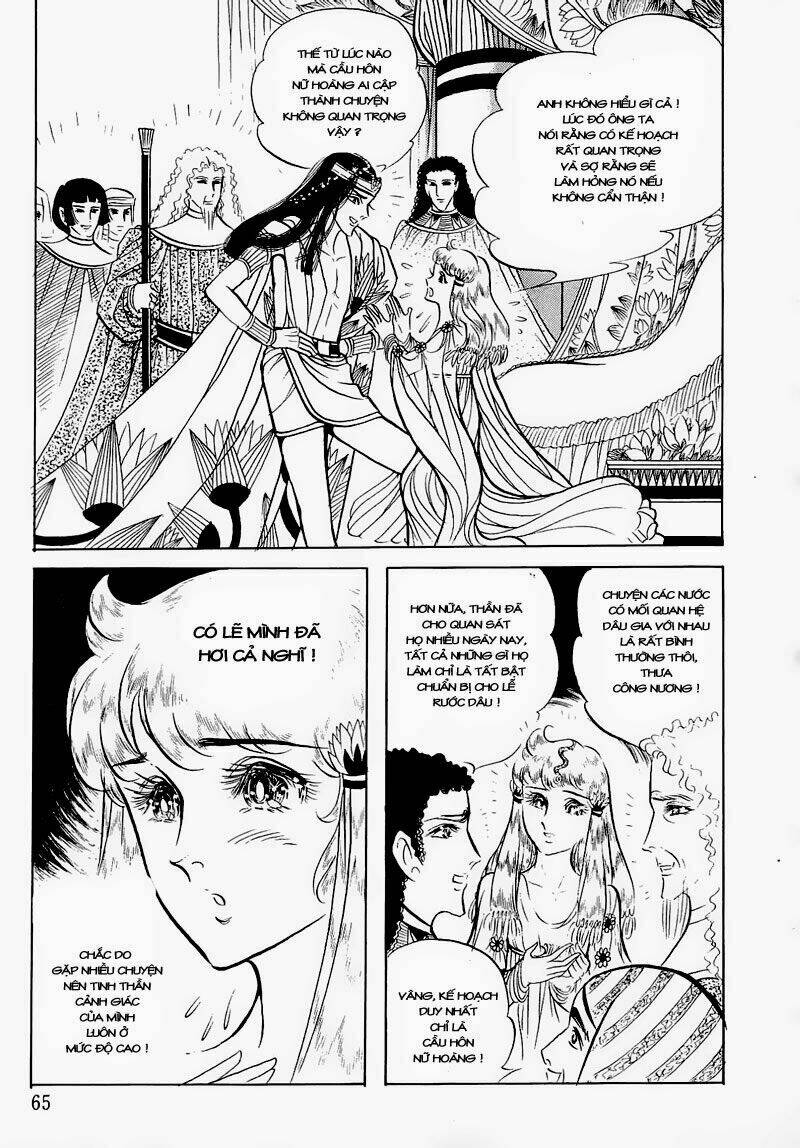 THẾ TỪ LÚC NÀO
MÀ CẦU HÔN
NỮ HOÀNG AI CẬP
THÀNH CHUYỆN
KHÔNG QUAN TRỌNG
VẬY ?
ANH KHÔNG HIỂU GÌ CẢ !
LÚC ĐÓ ÔNG TA
NÓI RẰNG CÓ KẾ HOẠCH
RẤT QUAN TRỌNG
VÀ SỢ RẰNG SẼ
LÀM HỎNG NÓ NẾU
KHÔNG CẨN THẬN !
CÓ LẼ MÌNH ĐÃ
HƠI CẢ NGHĨ !
CHẮC DO
GẶP NHIỀU CHUYỆN
NÊN TINH THẦN
CẢNH GIÁC
CỦA MÌNH
LUÔN Ở
MỨC ĐỘ CAO !
HƠN NỮA, THẦN ĐÃ
CHO QUAN SÁT
HỌ NHIỀU NGÀY NAY,
TẤT CẢ NHỮNG GÌ HỌ
LÀM CHỈ LÀ TẤT BẬT
CHUẨN BỊ CHO LỄ
RƯỚC DÂU !
CHUYỆN CÁC NƯỚC
CÓ MỐI QUAN HỆ
DÂU GIA VỚI NHAU
LÀ RẤT BÌNH
THƯỜNG THÔI,
THƯA
CÔNG NƯƠNG !
VÂNG, KẾ HOẠCH
DUY NHẤT
CHỈ LÀ
CẦU HÔN
NỮ HOÀNG !
65